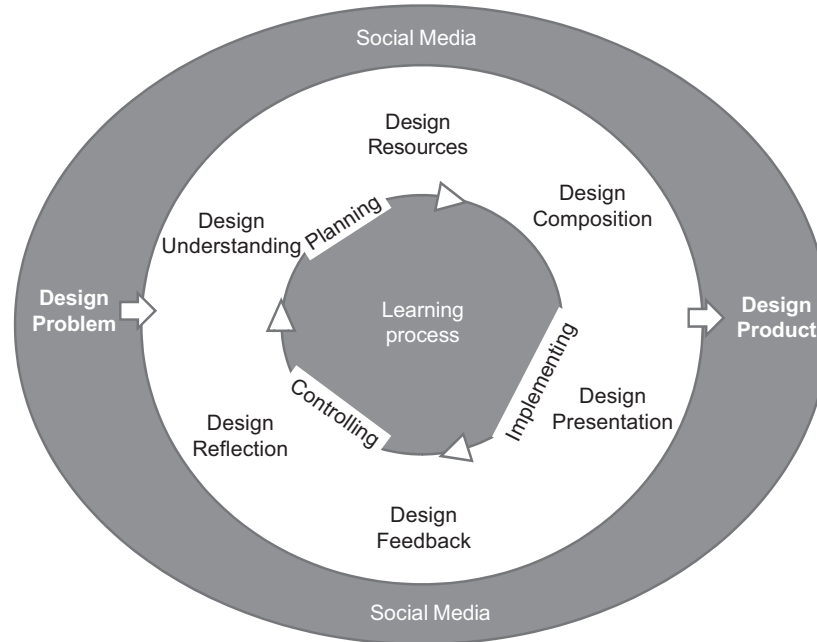 Social Media
Design
Resources
Design
Composition
Design
Understanding
Planning
Design
Problem
Learning
process
Design
Product
Implementing
Controlling
Design
Presentation
Design
Reflection
Design
Feedback
Social Media